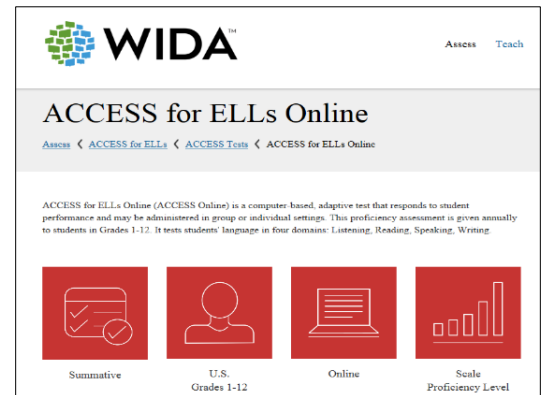 WIDA™
Assess Teach
ACCESS for ELLs Online
Assess < ACCESS for ELLs < ACCESS Tests < ACCESS for ELLs Online
ACCESS for ELLs Online (ACCESS Online) is a computer-based, adaptive test that responds to student
performance and may be administered in group or individual settings. This proficiency assessment is given annually
to students in Grades 1-12. It tests students' language in four domains: Listening, Reading, Speaking, Writing.
Summative
U.S.
Grades 1-12
Online
Scale
Proficiency Level